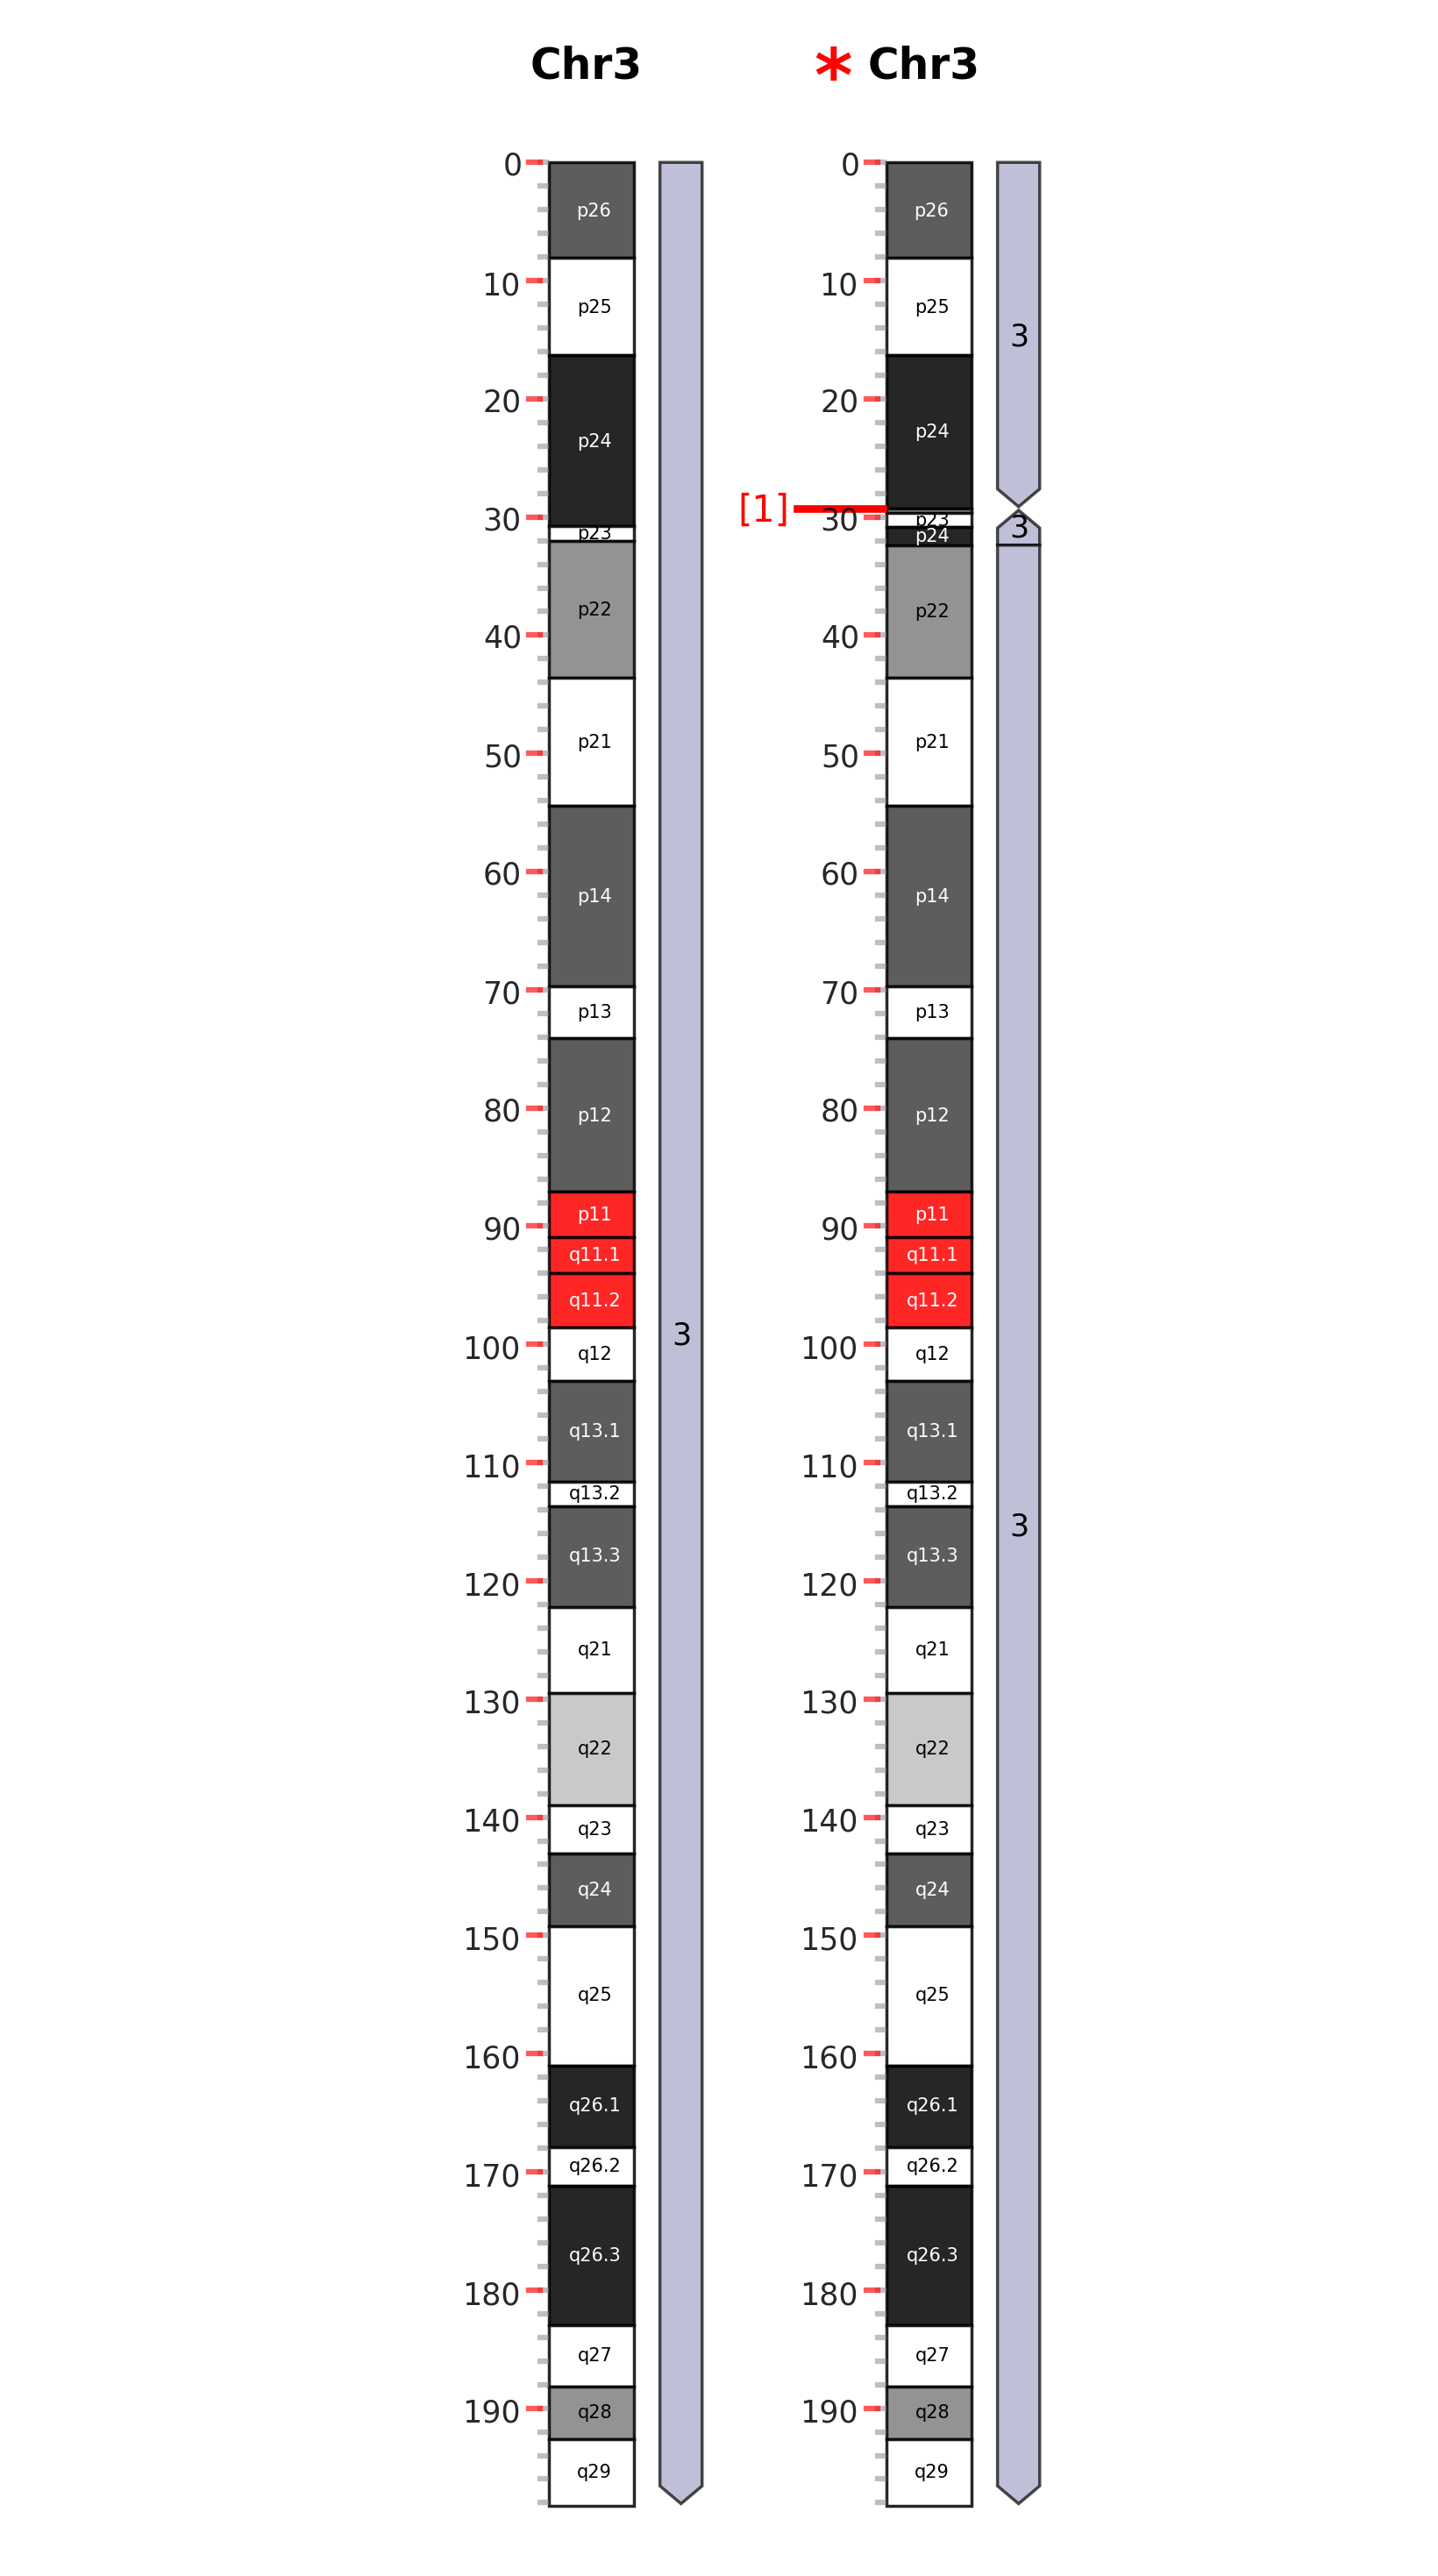 Chr3
* Chr3
0
p26
10
p25
20
p24
30
p23
p22
40
p21
50
60
p14
70
p13
80
p12
90
p11
q11.1
q11.2
100
q12
q13.1
110
q13.2
q13.3
120
q21
130
q22
140
q23
q24
150
q25
160
q26.1
170
q26.2
q26.3
180
q27
190
q28
q29
3
0
p26
10
p25
20
p24
[1]
30
p23
p24
p22
40
p21
50
60
p14
70
p13
80
p12
90
p11
q11.1
q11.2
100
q12
q13.1
110
q13.2
q13.3
120
q21
130
q22
140
q23
q24
150
q25
160
q26.1
170
q26.2
q26.3
180
q27
190
q28
q29
3
3
3